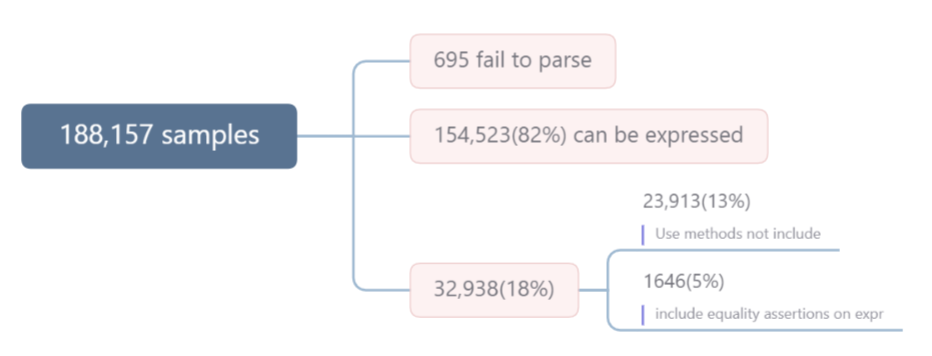 188,157 samples
695 fail to parse
154,523(82%) can be expressed
32,938(18%)
23,913(13%)
Use methods not include
1646(5%)
include equality assertions on expr